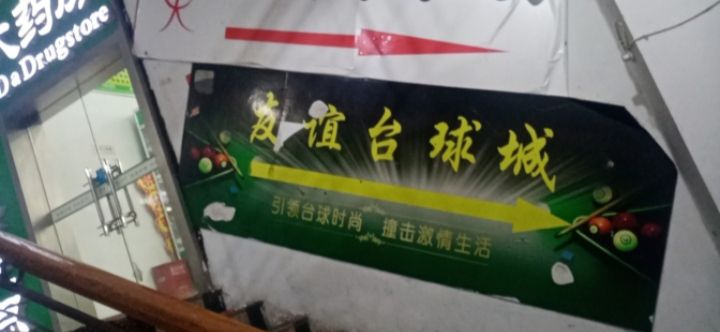 大药房
Da Drugstore
友谊台球城
引领台球时尚 撞击激情生活